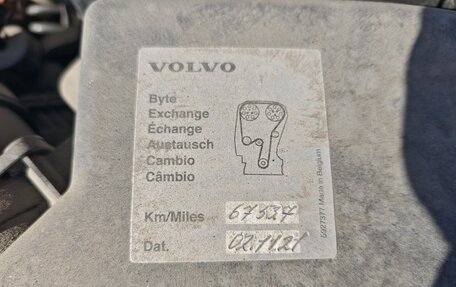 VOLVO
Byte
Exchange
Échange
Austausch
Cambio
Câmbio
Km/Miles 67527
Dat. 02.11.21
Made in Belgium